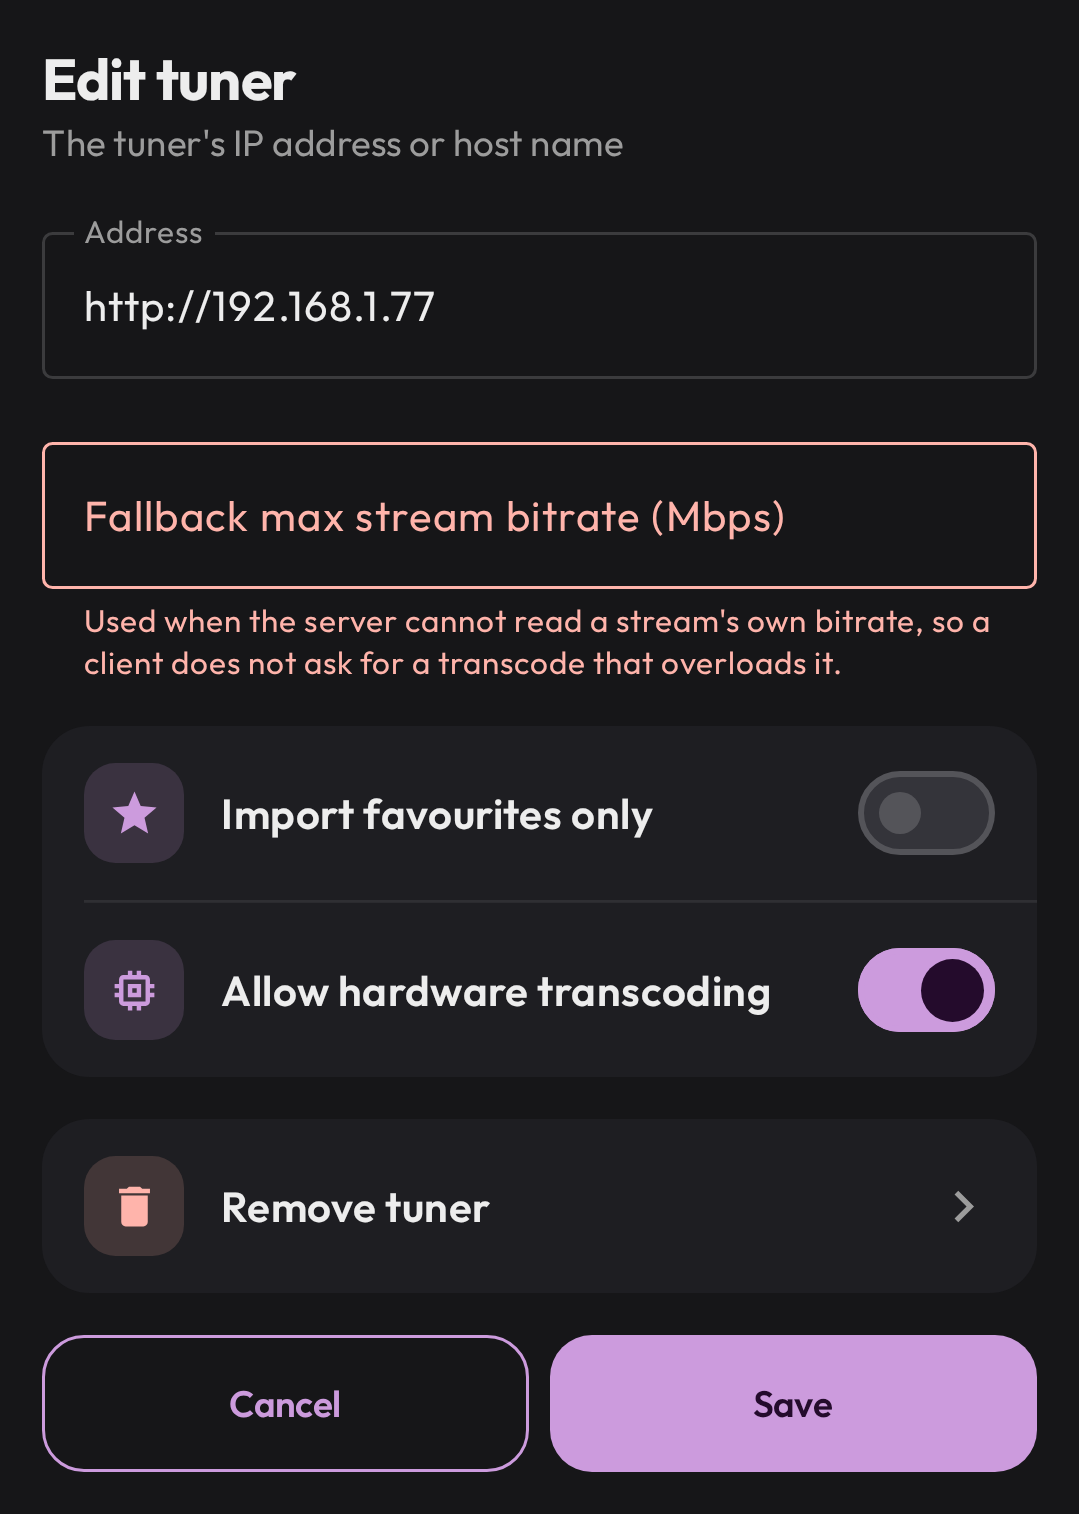 Edit tuner
The tuner's IP address or host name
Address
http://192.168.1.77
Fallback max stream bitrate (Mbps)
Used when the server cannot read a stream's own bitrate, so a
client does not ask for a transcode that overloads it.
Import favourites only
Allow hardware transcoding
Remove tuner
Cancel
Save